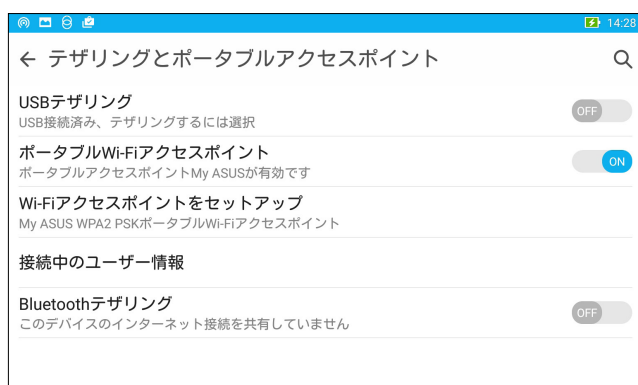 14:28
テザリングとポータブルアクセスポイント
USBテザリング
OFF
USB接続済み、テザリングするには選択
ポータブルWi-Fiアクセスポイント
ON
ポータブルアクセスポイントMy ASUSが有効です
Wi-Fiアクセスポイントをセットアップ
My ASUS WPA2 PSKポータブルWi-Fiアクセスポイント
接続中のユーザー情報
Bluetoothテザリング
OFF
このデバイスのインターネット接続を共有していません